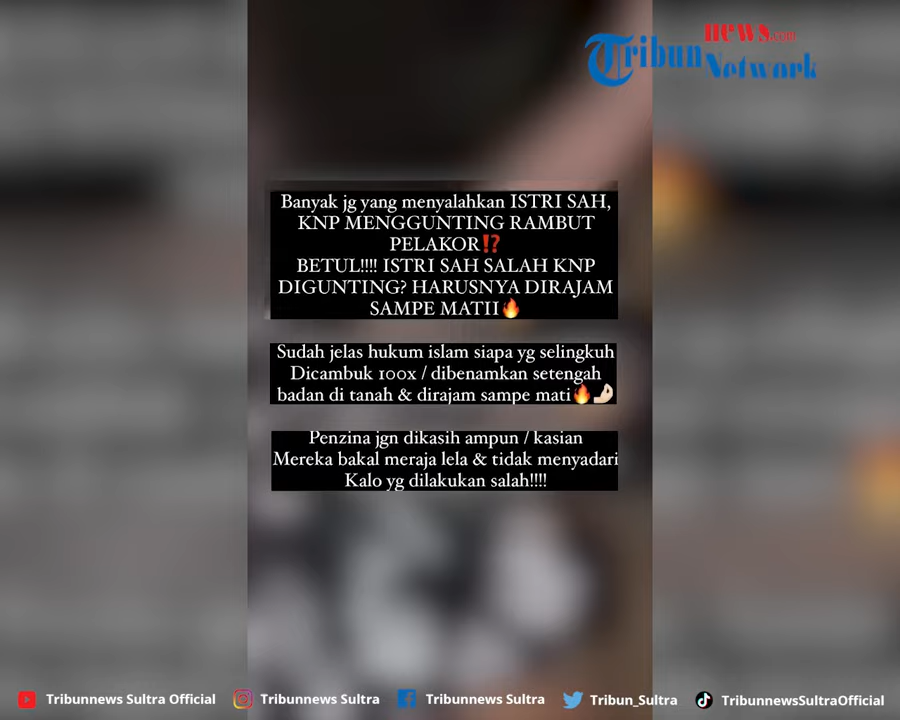 Tribun news.com
Network
Banyak jg yang menyalahkan ISTRI SAH,
KNP MENGGUNTING RAMBUT
PELAKOR⁉️
BETUL!!!! ISTRI SAH SALAH KNP
DIGUNTING? HARUSNYA DIRAJAM
SAMPE MATII🔥
Sudah jelas hukum islam siapa yg selingkuh
Dicambuk 100x / dibenamkan setengah
badan di tanah & dirajam sampe mati🔥🤌🏻
Penzina jgn dikasih ampun / kasian
Mereka bakal meraja lela & tidak menyadari
Kalo yg dilakukan salah!!!!
Tribunnews Sultra Official Tribunnews Sultra Tribunnews Sultra Tribun_Sultra TribunnewsSultraOfficial